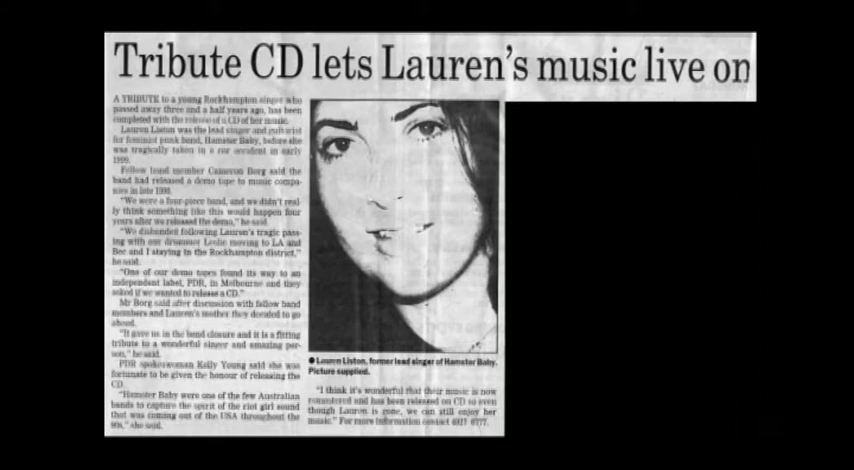 Tribute CD lets Lauren's music live on
A TRIBUTE to a young Rockhampton singer who
passed away three and a half years ago, has been
completed with the release of a CD of her music.
Lauren Liston was the lead singer and guitarist
for feminist punk band, Hamster Baby, before she
was tragically taken in a car accident in early
1999.
Fellow band member Cameron Borg said the
band had released a demo tape to music compa-
nies in late 1998.
"We were a four-piece band, and we didn't real-
ly think something like this would happen four
years after we released the demo," he said.
"We disbanded following Lauren's tragic pass-
ing with our drummer Leslie moving to LA and
Bec and I staying in the Rockhampton district,"
he said.
"One of our demo tapes found its way to an
independent label, PDR, in Melbourne and they
asked if we wanted to release a CD."
Mr Borg said after discussion with fellow band
members and Lauren's mother they decided to go
ahead.
"It gave us in the band closure and it is a fitting
tribute to a wonderful singer and amazing per-
son," he said.
PDR spokeswoman Kelly Young said she was
fortunate to be given the honour of releasing the
CD.
"Hamster Baby were one of the few Australian
bands to capture the spirit of the riot girl sound
that was coming out of the USA throughout the
90s," she said.
● Lauren Liston, former lead singer of Hamster Baby.
Picture supplied.
"I think it's wonderful that their music is now
remastered and has been released on CD so even
though Lauren is gone, we can still enjoy her
music." For more information contact 4927 6777.